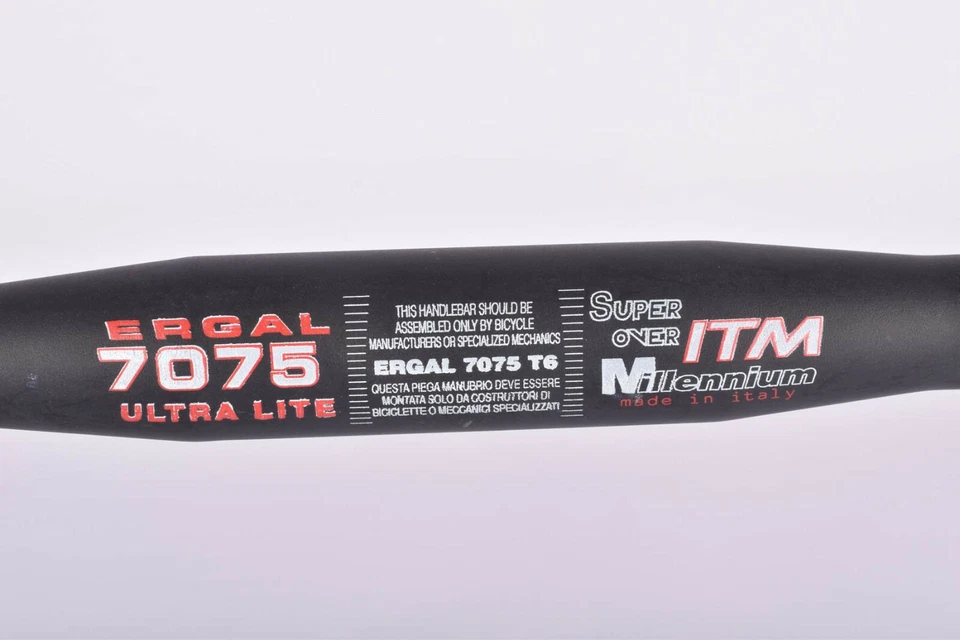 ERGAL
7075
ULTRA LITE
THIS HANDLEBAR SHOULD BE
ASSEMBLED ONLY BY BICYCLE
MANUFACTURERS OR SPECIALIZED MECHANICS
ERGAL 7075 T6
QUESTA PIEGA MANUBRIO DEVE ESSERE
MONTATA SOLO DA COSTRUTTORI DI
BICICLETTE O MECCANICI SPECIALIZZATI
SUPER
OVER
ITM
Millennium
made in italy